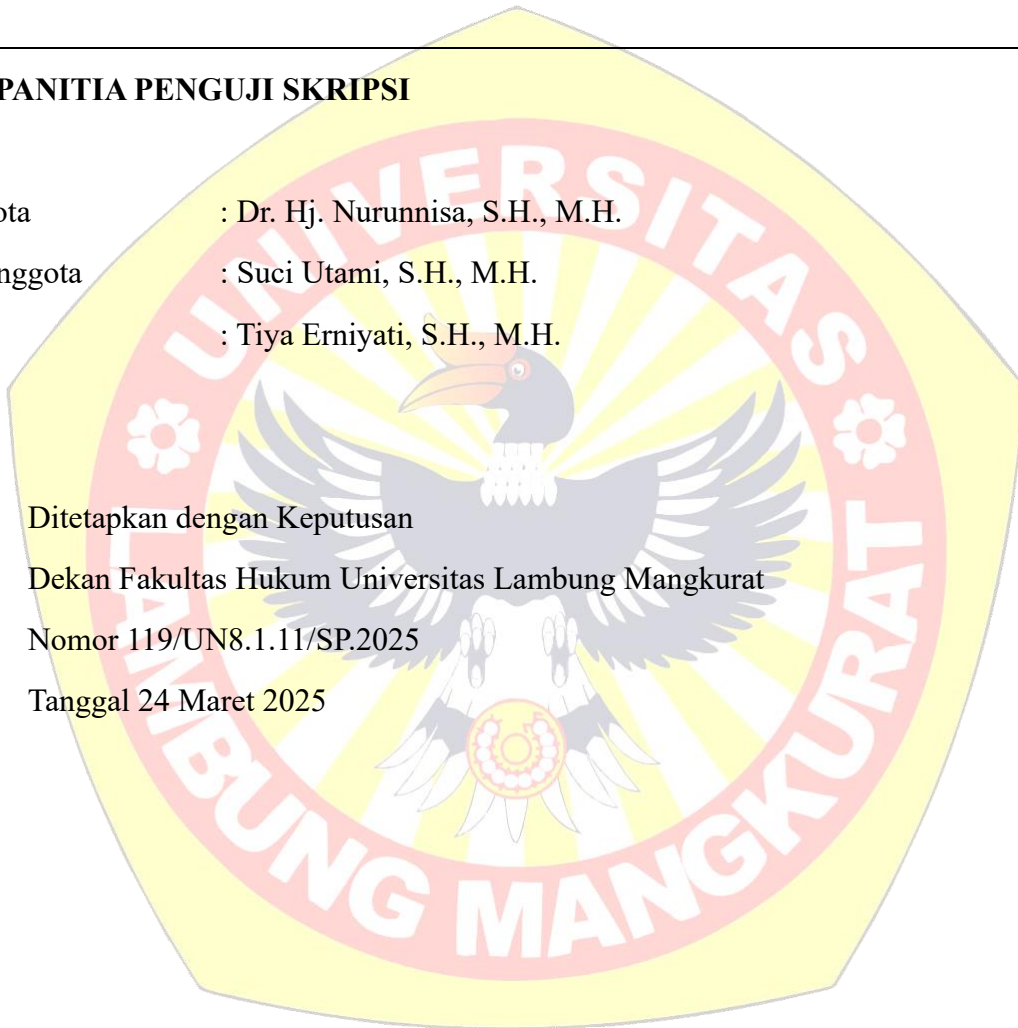 PANITIA PENGUJI SKRIPSI
ota : Dr. Hj. Nurunnisa, S.H., M.H.
nggota : Suci Utami, S.H., M.H.
: Tiya Erniyati, S.H., M.H.
Ditetapkan dengan Keputusan
Dekan Fakultas Hukum Universitas Lambung Mangkurat
Nomor 119/UN8.1.11/SP.2025
Tanggal 24 Maret 2025
UNIVERSITAS
LAMBUNG MANGKURAT